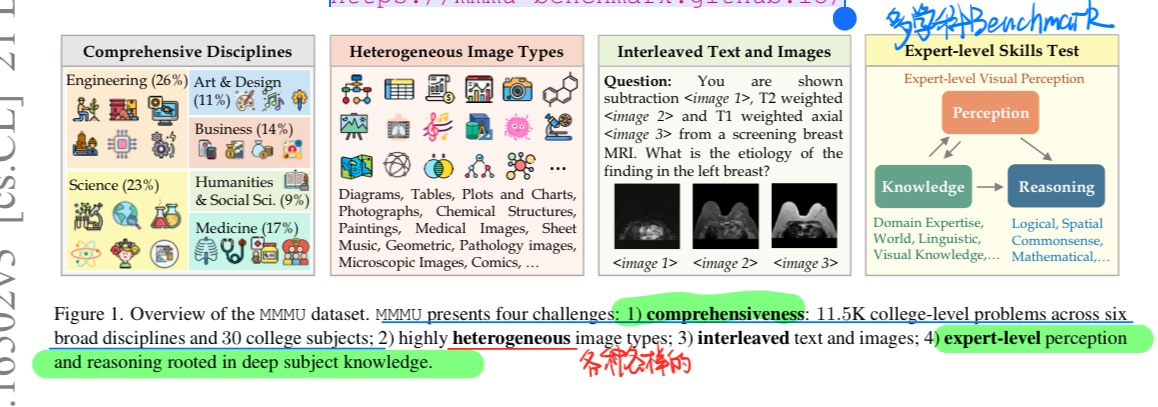 https://mmmu-benchmark.github.io/
多学科Benchmark
[cs.CL]
Comprehensive Disciplines
Engineering (26%)
Art & Design
(11%)
Business (14%)
Science (23%)
Humanities
& Social Sci. (9%)
Medicine (17%)
Heterogeneous Image Types
Diagrams, Tables, Plots and Charts,
Photographs, Chemical Structures,
Paintings, Medical Images, Sheet
Music, Geometric, Pathology images,
Microscopic Images, Comics, …
Interleaved Text and Images
Question: You are shown
subtraction <image 1>, T2 weighted
<image 2> and T1 weighted axial
<image 3> from a screening breast
MRI. What is the etiology of the
finding in the left breast?
<image 1> <image 2> <image 3>
Expert-level Skills Test
Expert-level Visual Perception
Perception
Knowledge
Reasoning
Domain Expertise,
World, Linguistic,
Visual Knowledge,…
Logical, Spatial
Commonsense,
Mathematical,…
Figure 1. Overview of the MMMU dataset. MMMU presents four challenges: 1) comprehensiveness: 11.5K college-level problems across six
broad disciplines and 30 college subjects; 2) highly heterogeneous image types; 3) interleaved text and images; 4) expert-level perception
and reasoning rooted in deep subject knowledge.
各种各样的